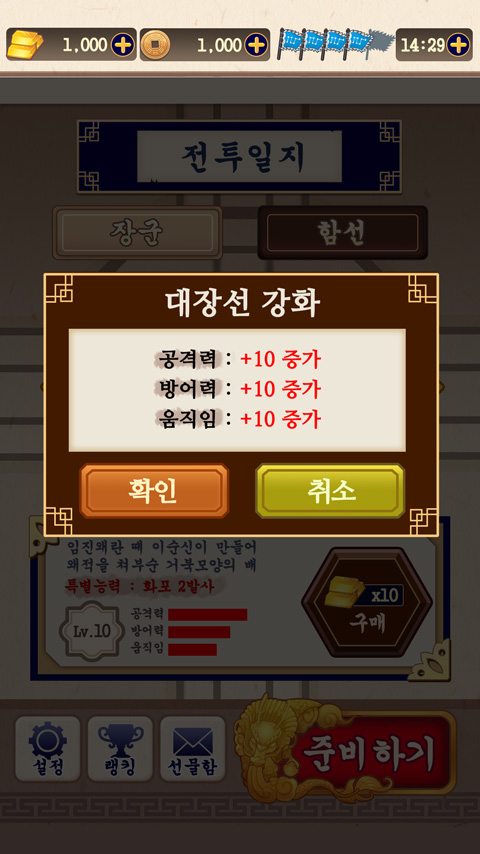 1,000
1,000
14:29
전투일지
장군
함선
대장선 강화
공격력 : +10 증가
방어력 : +10 증가
움직임 : +10 증가
확인
취소
임진왜란 때 이순신이 만들어
왜적을 쳐부순 거북모양의 배
특별능력 : 화포 2발사
Lv.10
공격력
방어력
움직임
x10
구매
설정
랭킹
선물함
준비하기